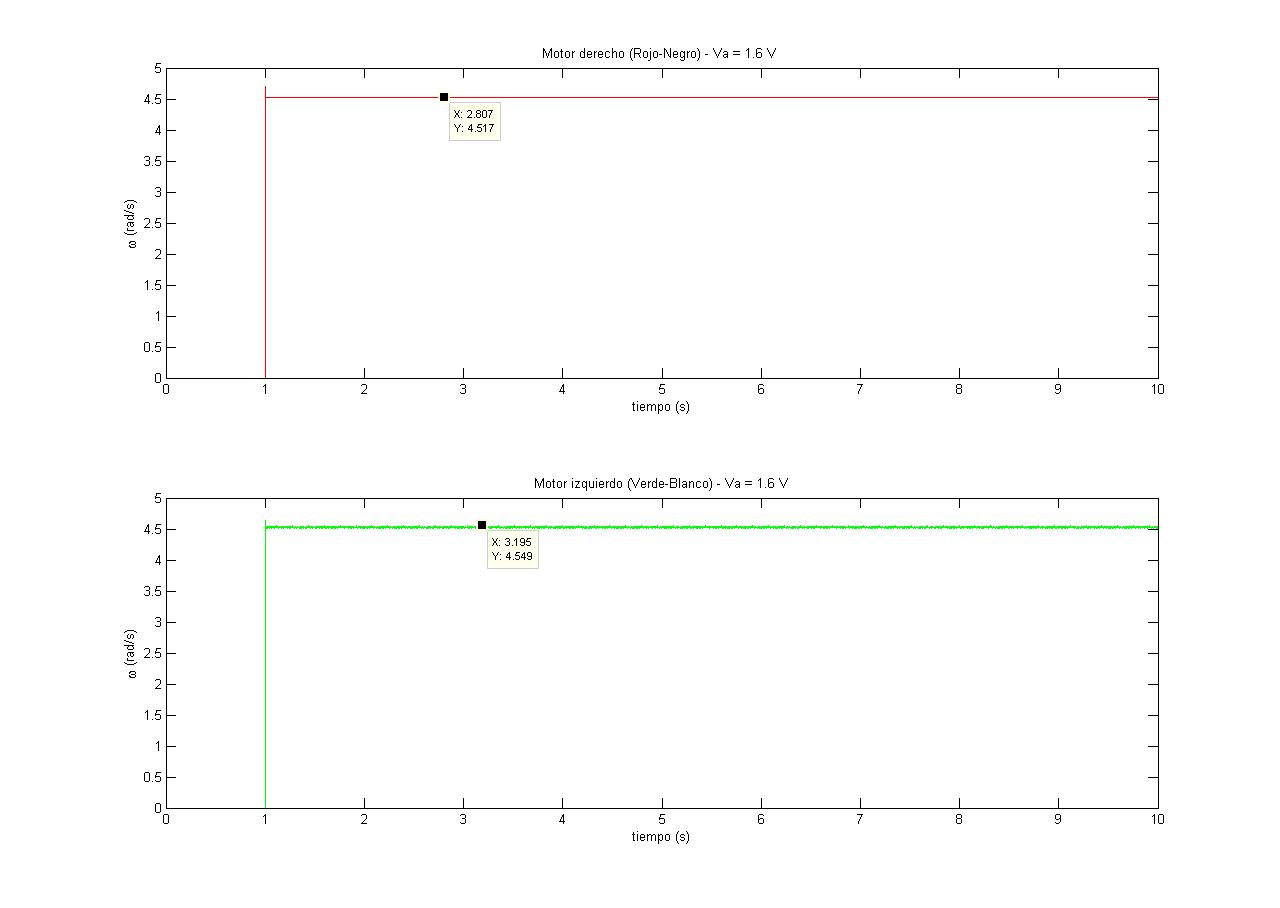 Motor derecho (Rojo-Negro) - Va = 1.6 V
5
4.5
4
3.5
3
2.5
2
1.5
1
0.5
0
ω (rad/s)
X: 2.807
Y: 4.517
0 1 2 3 4 5 6 7 8 9 10
tiempo (s)
Motor izquierdo (Verde-Blanco) - Va = 1.6 V
5
4.5
4
3.5
3
2.5
2
1.5
1
0.5
0
ω (rad/s)
X: 3.195
Y: 4.549
0 1 2 3 4 5 6 7 8 9 10
tiempo (s)